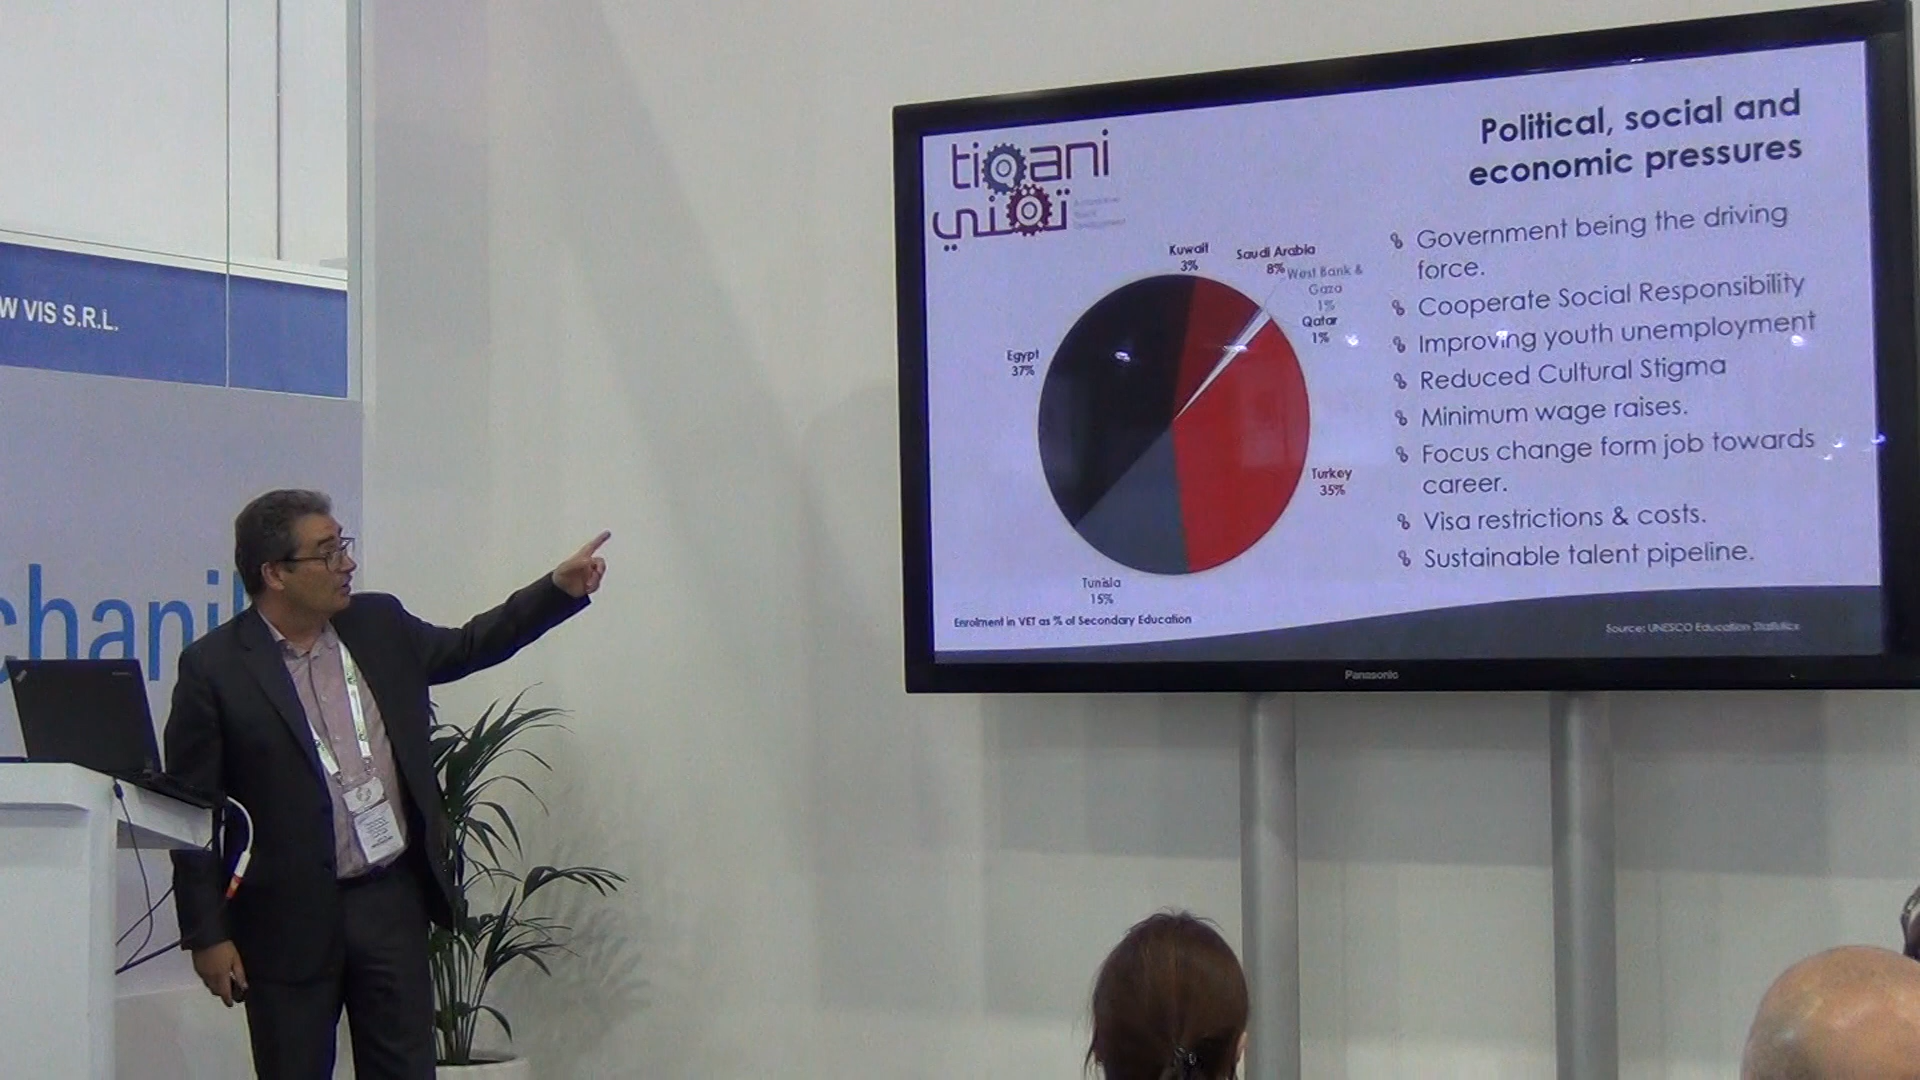 W VIS S.R.L.
chani
tiqani
تقني
Political, social and
economic pressures
Kuwait
3%
Saudi Arabia
8%
West Bank &
Gaza
1%
Qatar
1%
Egypt
37%
Turkey
35%
Tunisia
15%
Enrolment in VET as % of Secondary Education
Government being the driving
force.
Cooperate Social Responsibility
Improving youth unemployment
Reduced Cultural Stigma
Minimum wage raises.
Focus change form job towards
career.
Visa restrictions & costs.
Sustainable talent pipeline.
Source: UNESCO Education Statistics
Panasonic